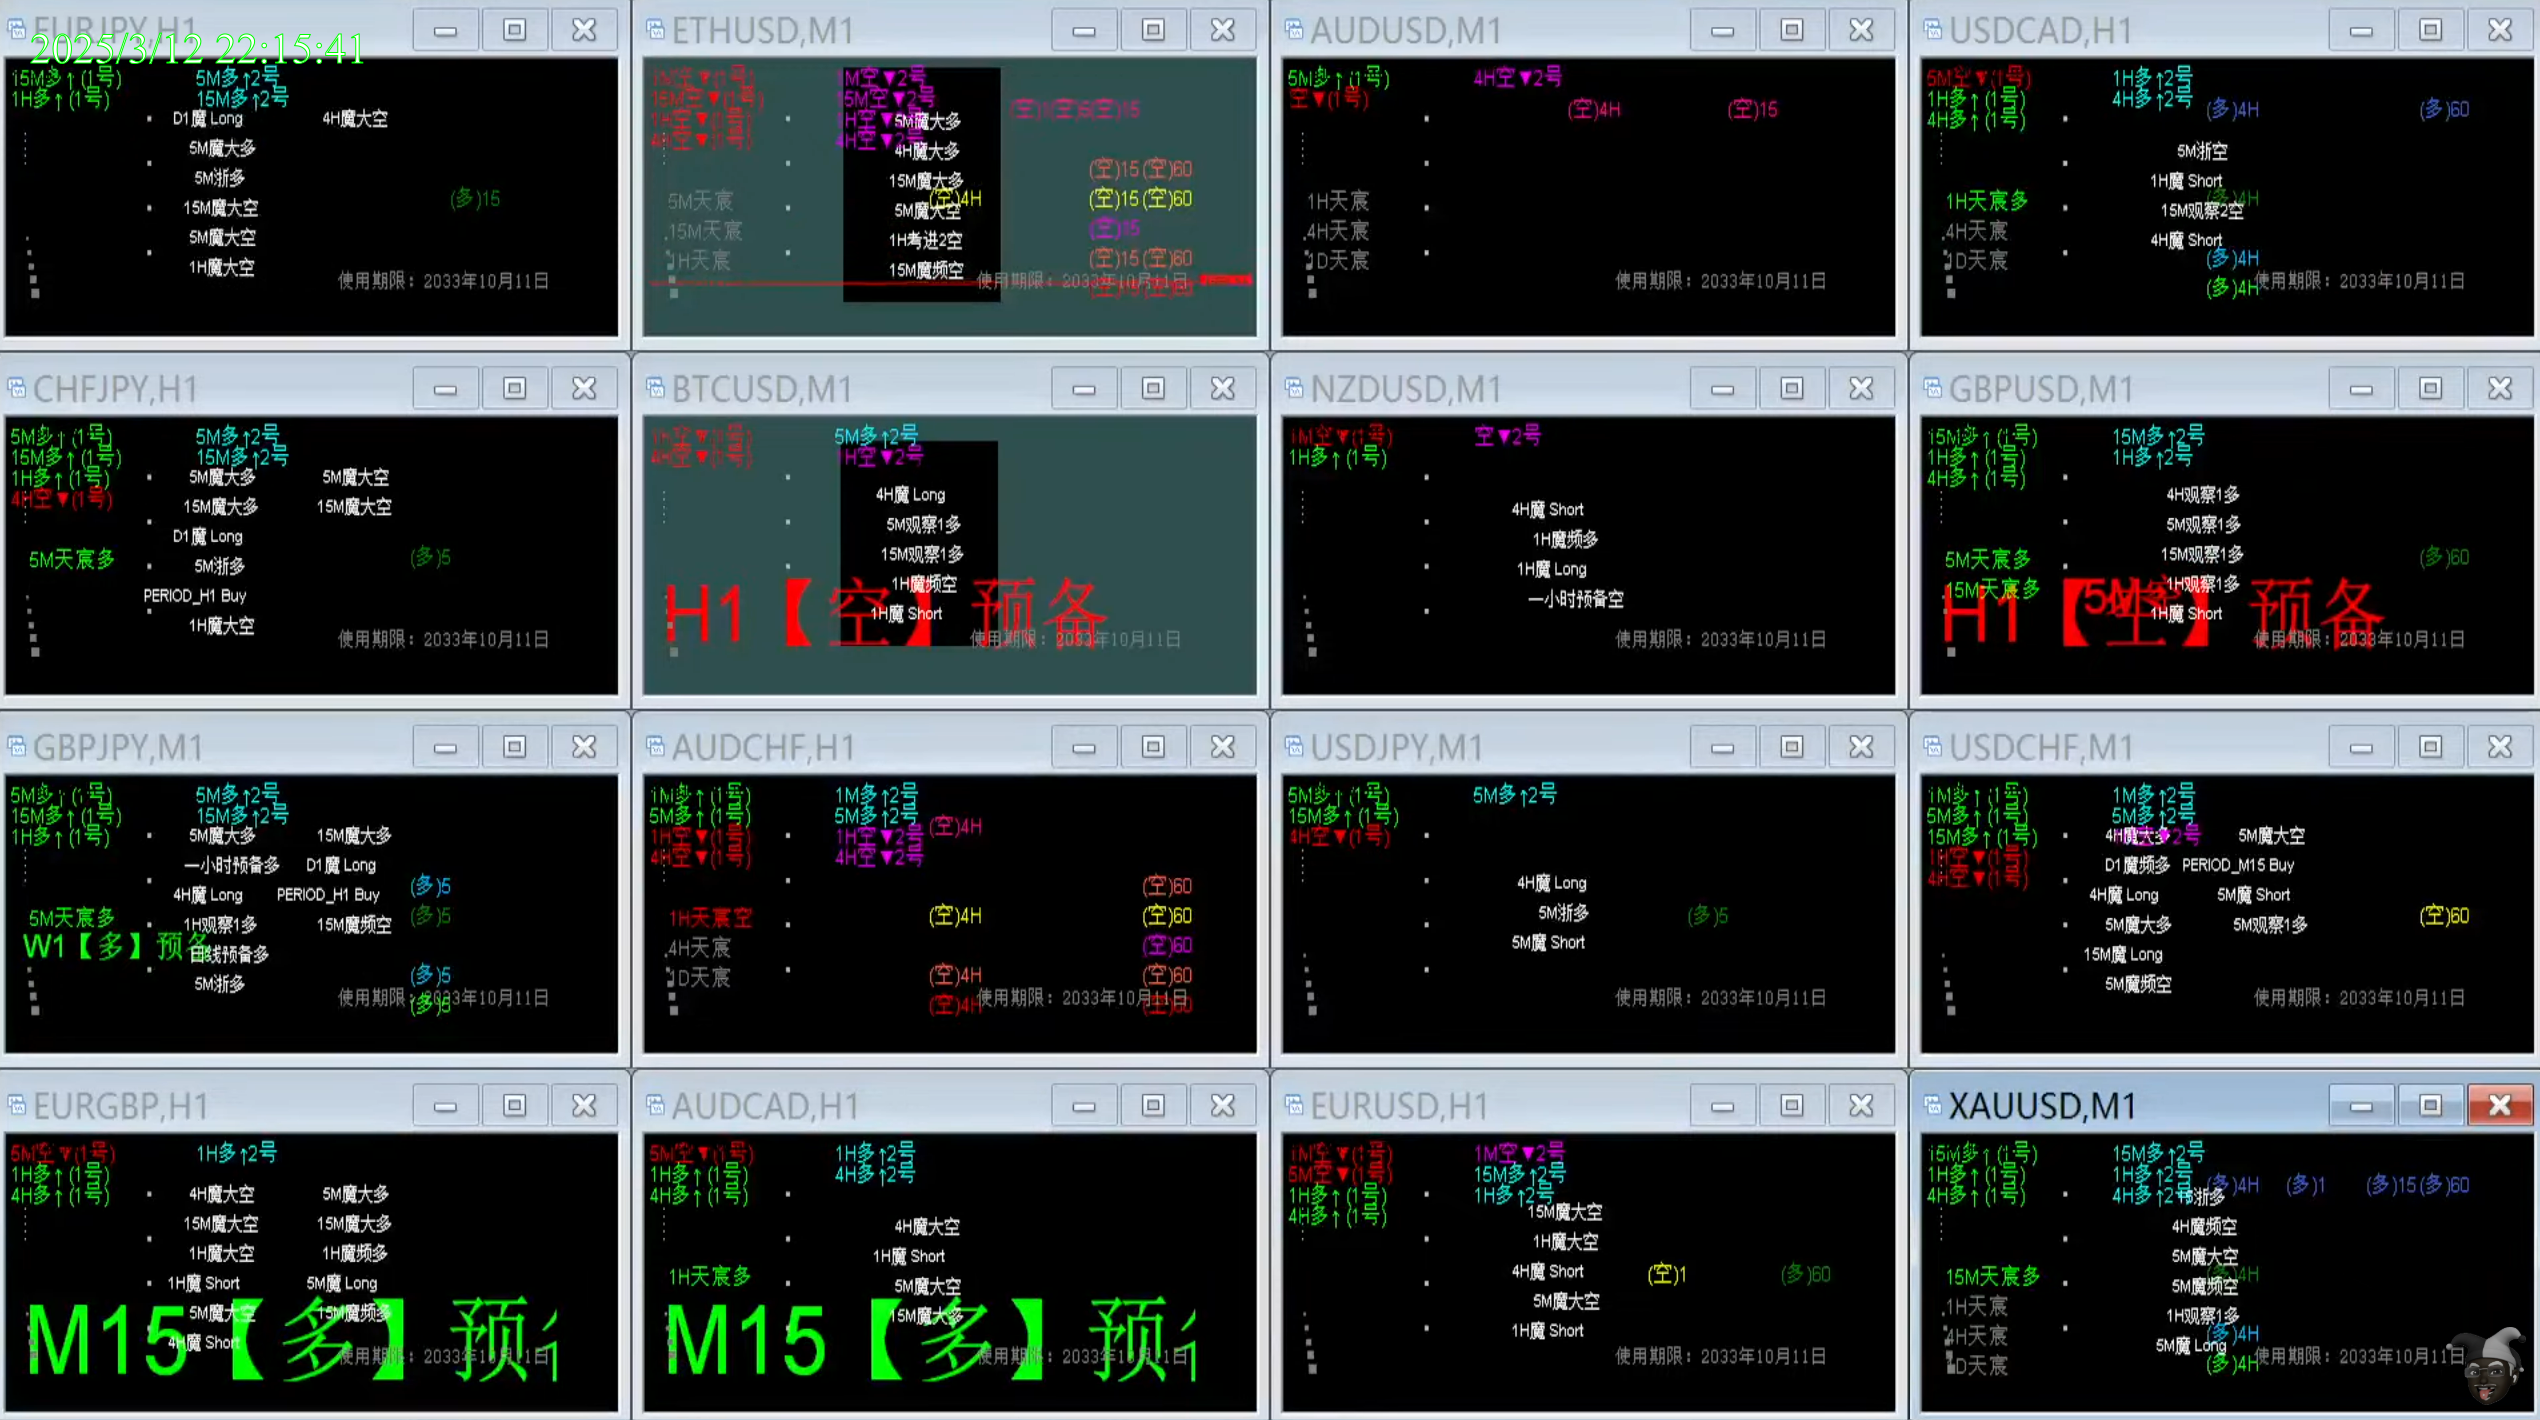 EURJPY,H1
2025/3/12 22:15:41
15M多↑(1号) 5M多↑2号
1H多↑(1号) 15M多↑2号
D1魔 Long 4H魔大空
5M魔大多
5M浙多
(多)15
15M魔大空
5M魔大空
1H魔大空
使用期限：2033年10月11日
ETHUSD,M1
1M空▼2号
15M空▼(1号) 15M空▼2号
1H空▼(1号) 1H空▼2号
4H空▼(1号) 4H空▼2号
5M魔大多
4H魔大多
15M魔大多
(空)15 (空)60
5M天宸 (空)4H (空)15 (空)60
5M魔大空
15M天宸 (空)15
1H考进2空
1H天宸 (空)15 (空)60
15M魔频空
使用期限：2033年10月11日
AUDUSD,M1
5M多↑(1号) 4H空▼2号
空▼(1号)
(空)4H (空)15
1H天宸
4H天宸
1D天宸
使用期限：2033年10月11日
USDCAD,H1
5M空▼(1号) 1H多↑2号
1H多↑(1号) 4H多↑2号
4H多↑(1号) (多)4H (多)60
5M浙空
1H魔 Short
1H天宸多 (多)4H
15M观察2空
4H天宸
4H魔 Short
1D天宸 (多)4H
(多)4H
使用期限：2033年10月11日
CHFJPY,H1
5M多↑(1号) 5M多↑2号
15M多↑(1号) 15M多↑2号
1H多↑(1号)
4H空▼(1号)
5M魔大多 5M魔大空
15M魔大多 15M魔大空
D1魔 Long
5M天宸多 (多)5
5M浙多
PERIOD_H1 Buy
1H魔大空
使用期限：2033年10月11日
BTCUSD,M1
1H空▼(1号) 5M多↑2号
4H空▼(1号) 1H空▼2号
4H魔 Long
5M观察1多
15M观察1多
1H魔频空
H1【空】预备
1H魔 Short
使用期限：2033年10月11日
NZDUSD,M1
1M空▼(1号) 空▼2号
1H多↑(1号)
4H魔 Short
1H魔频多
1H魔 Long
一小时预备空
使用期限：2033年10月11日
GBPUSD,M1
15M多↑(1号) 15M多↑2号
1H多↑(1号) 1H多↑2号
4H多↑(1号)
4H观察1多
5M观察1多
15M观察1多
5M天宸多 (多)60
15M天宸多
1H观察1多
H1【空】预备
1H魔 Short
使用期限：2033年10月11日
GBPJPY,M1
5M多↑(1号) 5M多↑2号
15M多↑(1号) 15M多↑2号
1H多↑(1号)
5M魔大多 15M魔大多
一小时预备多 D1魔 Long
4H魔 Long PERIOD_H1 Buy (多)5
5M天宸多 (多)5
1H观察1多 15M魔频空
W1【多】预备
日线预备多
5M浙多 (多)5
(多)5
使用期限：2033年10月11日
AUDCHF,H1
1M多↑(1号) 1M多↑2号
5M多↑(1号) 5M多↑2号
1H空▼(1号) 1H空▼2号
4H空▼(1号) 4H空▼2号
(空)4H
(空)60
1H天宸空 (空)4H (空)60
4H天宸 (空)60
1D天宸 (空)4H (空)60
(空)4H (空)60
使用期限：2033年10月11日
USDJPY,M1
5M多↑(1号) 5M多↑2号
15M多↑(1号)
4H空▼(1号)
4H魔 Long
5M浙多 (多)5
5M魔 Short
使用期限：2033年10月11日
USDCHF,M1
1M多↑(1号) 1M多↑2号
5M多↑(1号) 5M多↑2号
15M多↑(1号)
1H空▼(1号)
4H空▼(1号)
4H魔大多 5M魔大空
D1魔频多 PERIOD_M15 Buy
4H魔 Long 5M魔 Short
(空)60
5M魔大多 5M观察1多
15M魔 Long
5M魔频空
使用期限：2033年10月11日
EURGBP,H1
5M空▼(1号) 1H多↑2号
1H多↑(1号)
4H多↑(1号)
4H魔大空 5M魔大多
15M魔大空 15M魔大多
1H魔大空 1H魔频多
1H魔 Short 5M魔 Long
5M魔大空 15M魔频多
4H魔 Short
M15【多】预
使用期限：2033年10月11日
AUDCAD,H1
5M空▼(1号) 1H多↑2号
1H多↑(1号) 4H多↑2号
4H多↑(1号)
4H魔大空
1H魔 Short
1H天宸多
5M魔大空
15M魔大多
M15【多】预
使用期限：2033年10月11日
EURUSD,H1
1M空▼(1号) 1M空▼2号
5M空▼(1号) 15M多↑2号
1H多↑(1号) 1H多↑2号
4H多↑(1号)
15M魔大空
1H魔大空
4H魔 Short (空)1 (多)60
5M魔大空
1H魔 Short
使用期限：2033年10月11日
XAUUSD,M1
15M多↑(1号) 15M多↑2号
1H多↑(1号) 1H多↑2号
4H多↑(1号) 4H多↑2号
(多)4H (多)1 (多)15 (多)60
4H魔频空
5M魔大空
15M天宸多 (多)4H
5M魔频空
1H天宸
1H观察1多
4H天宸 (多)4H
5M魔 Long
1D天宸 (多)4H
使用期限：2033年10月11日